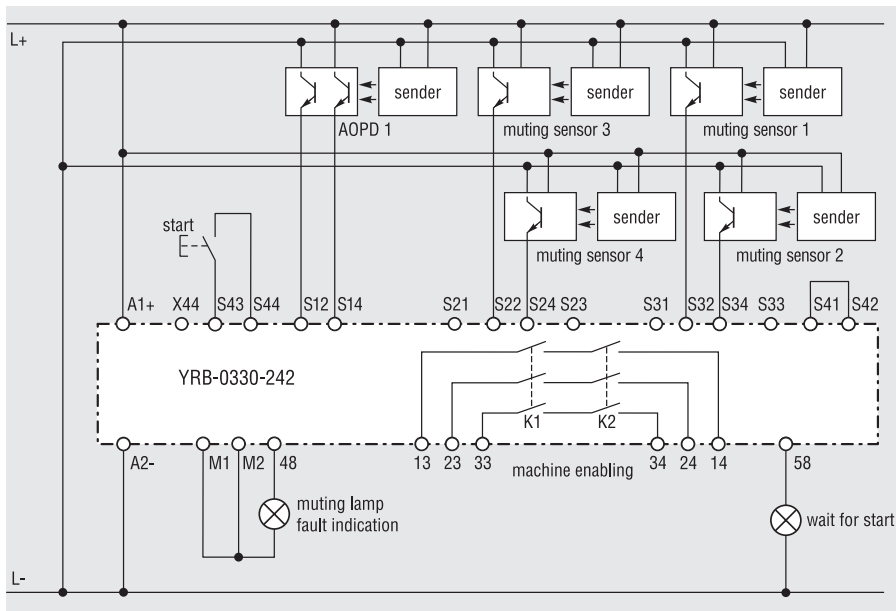 L+
sender
sender
sender
AOPD 1
muting sensor 3
muting sensor 1
sender
sender
start
muting sensor 4
muting sensor 2
A1+ X44 S43 S44 S12 S14 S21 S22 S24 S23 S31 S32 S34 S33 S41 S42
YRB-0330-242
K1 K2
A2- M1 M2 48 13 23 33 machine enabling 34 24 14 58
muting lamp
fault indication
wait for start
L-